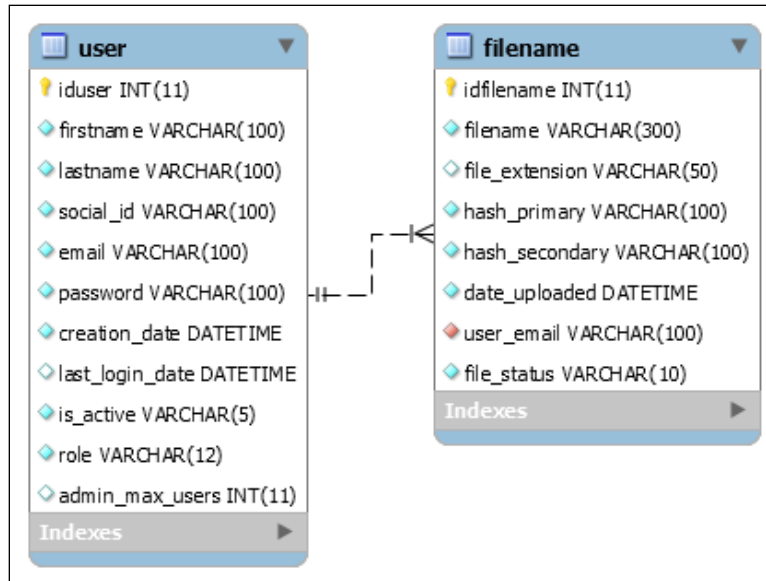 user
iduser INT(11)
firstname VARCHAR(100)
lastname VARCHAR(100)
social_id VARCHAR(100)
email VARCHAR(100)
password VARCHAR(100)
creation_date DATETIME
last_login_date DATETIME
is_active VARCHAR(5)
role VARCHAR(12)
admin_max_users INT(11)
Indexes
filename
idfilename INT(11)
filename VARCHAR(300)
file_extension VARCHAR(50)
hash_primary VARCHAR(100)
hash_secondary VARCHAR(100)
date_uploaded DATETIME
user_email VARCHAR(100)
file_status VARCHAR(10)
Indexes